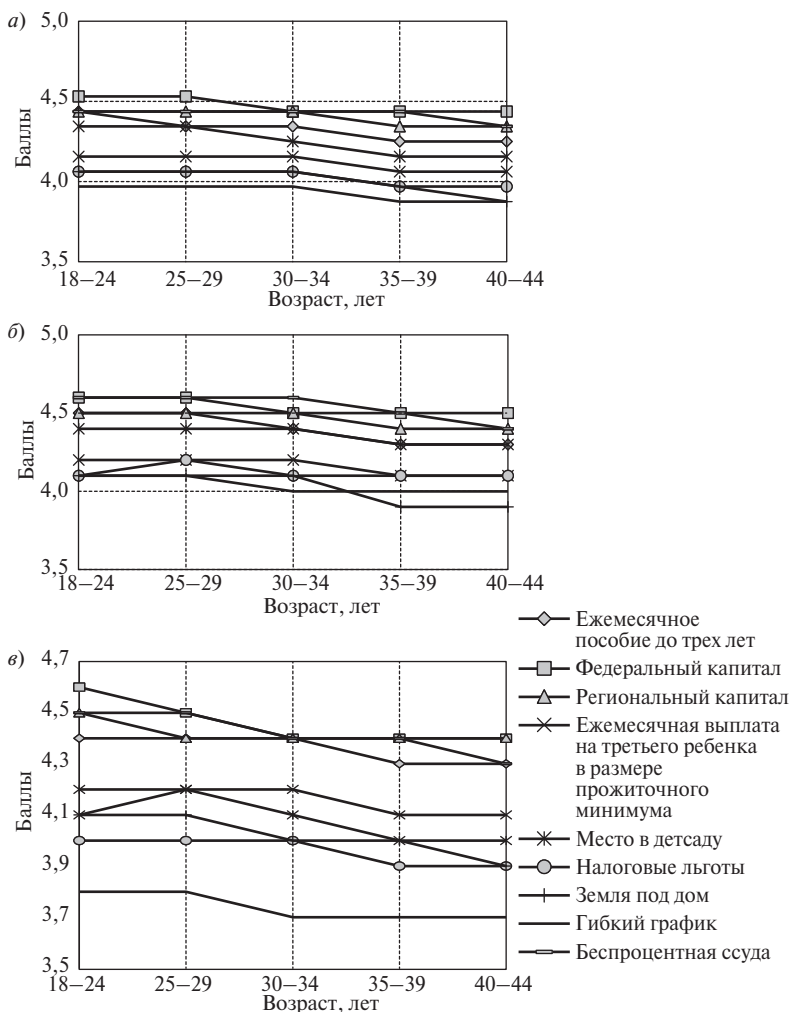 а) 5,0
4,5
4,0
3,5
Баллы
18–24 25–29 30–34 35–39 40–44
Возраст, лет
б) 5,0
4,5
4,0
3,5
Баллы
18–24 25–29 30–34 35–39 40–44
Возраст, лет
в) 4,7
4,5
4,3
4,1
3,9
3,7
3,5
Баллы
18–24 25–29 30–34 35–39 40–44
Возраст, лет
Ежемесячное
пособие до трех лет
Федеральный капитал
Региональный капитал
Ежемесячная выплата
на третьего ребенка
в размере
прожиточного
минимума
Место в детсаду
Налоговые льготы
Земля под дом
Гибкий график
Беспроцентная ссуда